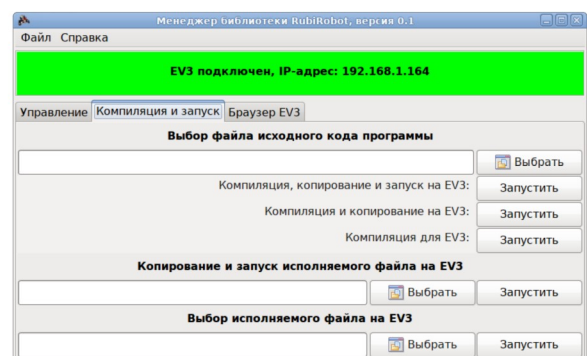 Менеджер библиотеки RubiRobot, версия 0.1
Файл Справка
EV3 подключен, IP-адрес: 192.168.1.164
Управление Компиляция и запуск Браузер EV3
Выбор файла исходного кода программы
Выбрать
Компиляция, копирование и запуск на EV3: Запустить
Компиляция и копирование на EV3: Запустить
Компиляция для EV3: Запустить
Копирование и запуск исполняемого файла на EV3
Выбрать Запустить
Выбор исполняемого файла на EV3
Выбрать Запустить